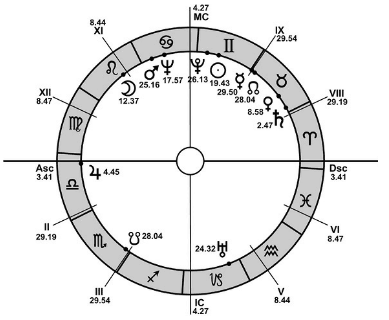 4.27
MC
8.44
XI
IX
29.54
25.16
17.57
26.13
19.43
29.50
28.04
12.37
XII
8.47
8.58
2.47
VIII
29.19
Asc
3.41
4.45
Dsc
3.41
II
29.19
28.04
24.32
VI
8.47
III
29.54
V
8.44
IC
4.27